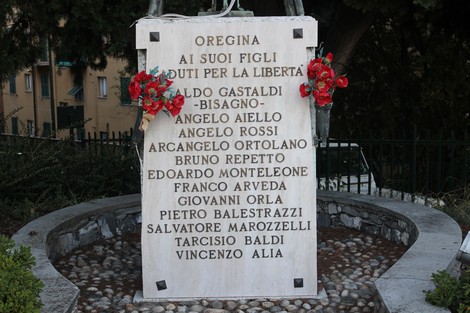 OREGINA
AI SUOI FIGLI
CADUTI PER LA LIBERTÀ
ALDO GASTALDI
-BISAGNO-
ANGELO AIELLO
ANGELO ROSSI
ARCANGELO ORTOLANO
BRUNO REPETTO
EDOARDO MONTELEONE
FRANCO ARVEDA
GIOVANNI ORLA
PIETRO BALESTRAZZI
SALVATORE MAROZZELLI
TARCISIO BALDI
VINCENZO ALIA